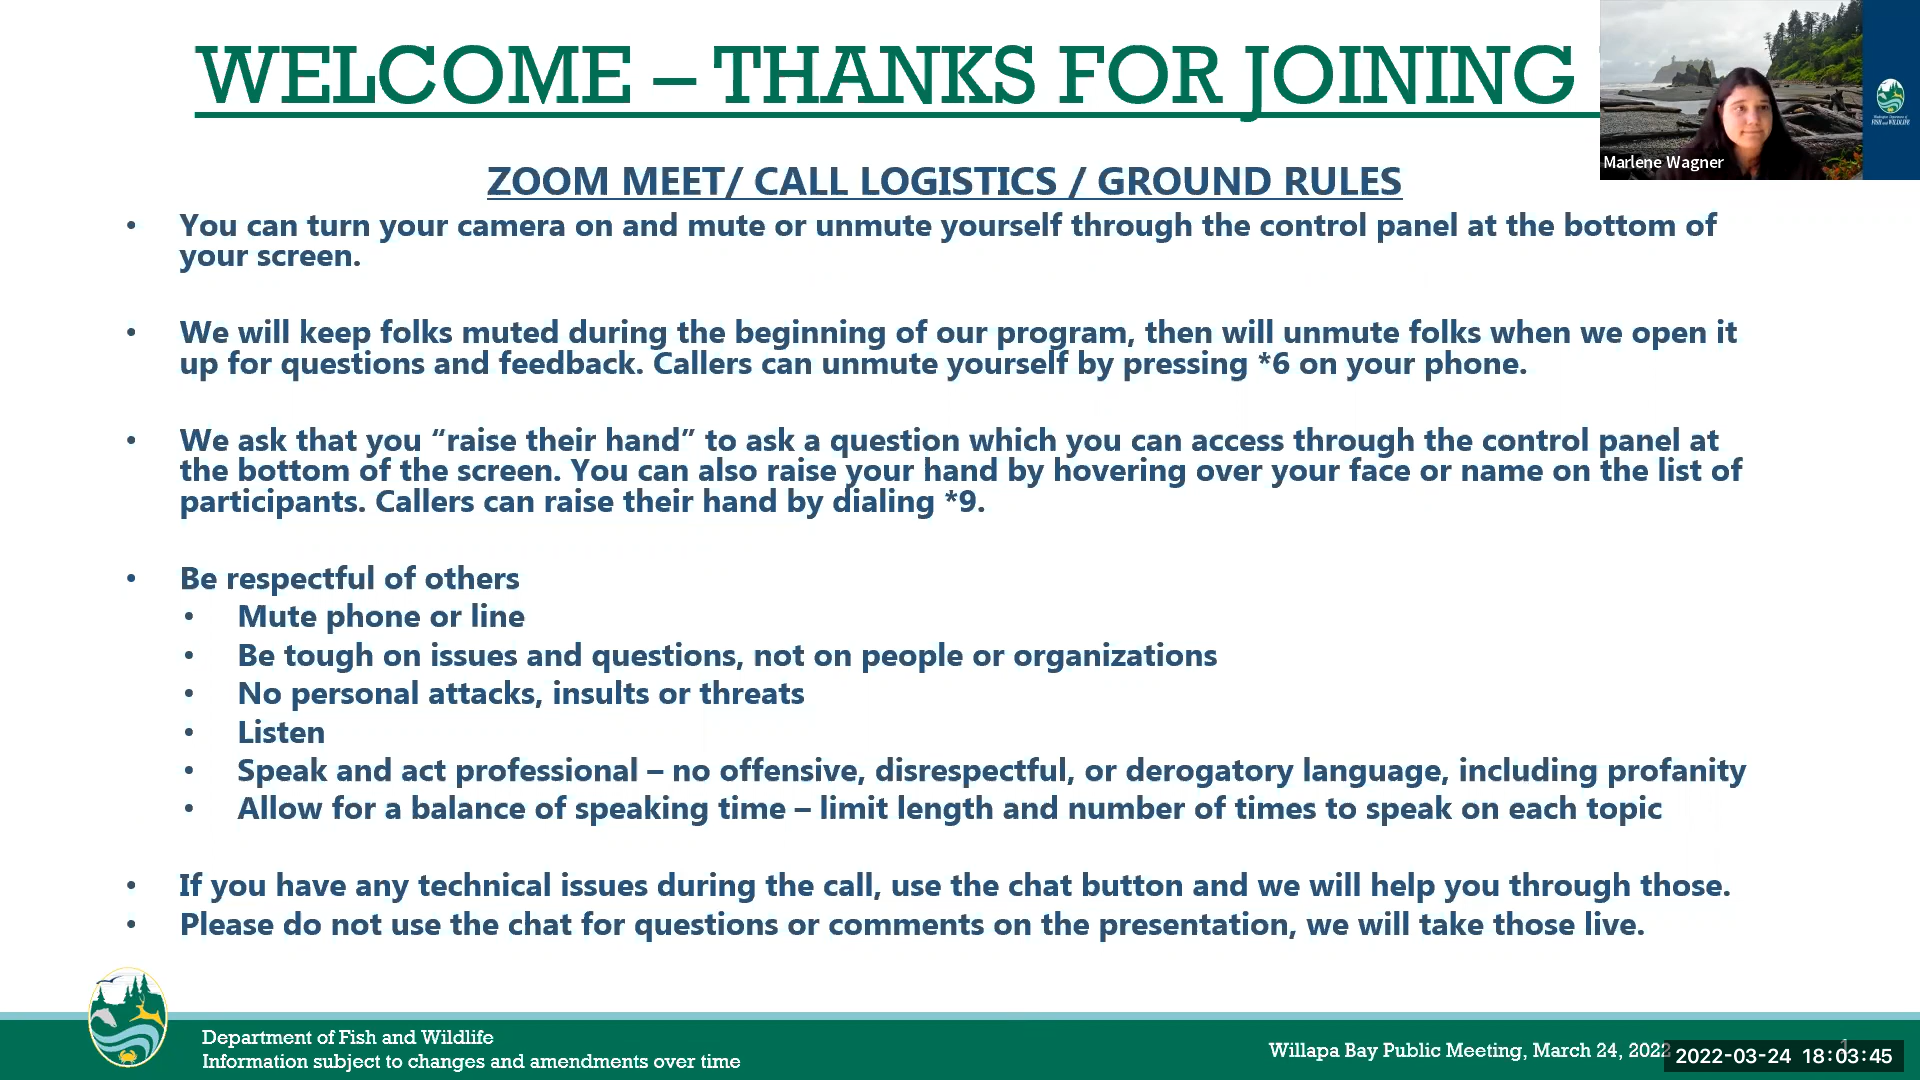 WELCOME – THANKS FOR JOINING
Marlene Wagner
FISH and WILDLIFE
ZOOM MEET/ CALL LOGISTICS / GROUND RULES
• You can turn your camera on and mute or unmute yourself through the control panel at the bottom of
your screen.
• We will keep folks muted during the beginning of our program, then will unmute folks when we open it
up for questions and feedback. Callers can unmute yourself by pressing *6 on your phone.
• We ask that you “raise their hand” to ask a question which you can access through the control panel at
the bottom of the screen. You can also raise your hand by hovering over your face or name on the list of
participants. Callers can raise their hand by dialing *9.
• Be respectful of others
• Mute phone or line
• Be tough on issues and questions, not on people or organizations
• No personal attacks, insults or threats
• Listen
• Speak and act professional – no offensive, disrespectful, or derogatory language, including profanity
• Allow for a balance of speaking time – limit length and number of times to speak on each topic
• If you have any technical issues during the call, use the chat button and we will help you through those.
• Please do not use the chat for questions or comments on the presentation, we will take those live.
Department of Fish and Wildlife
Information subject to changes and amendments over time
Willapa Bay Public Meeting, March 24, 2022
1
2022-03-24 18:03:45